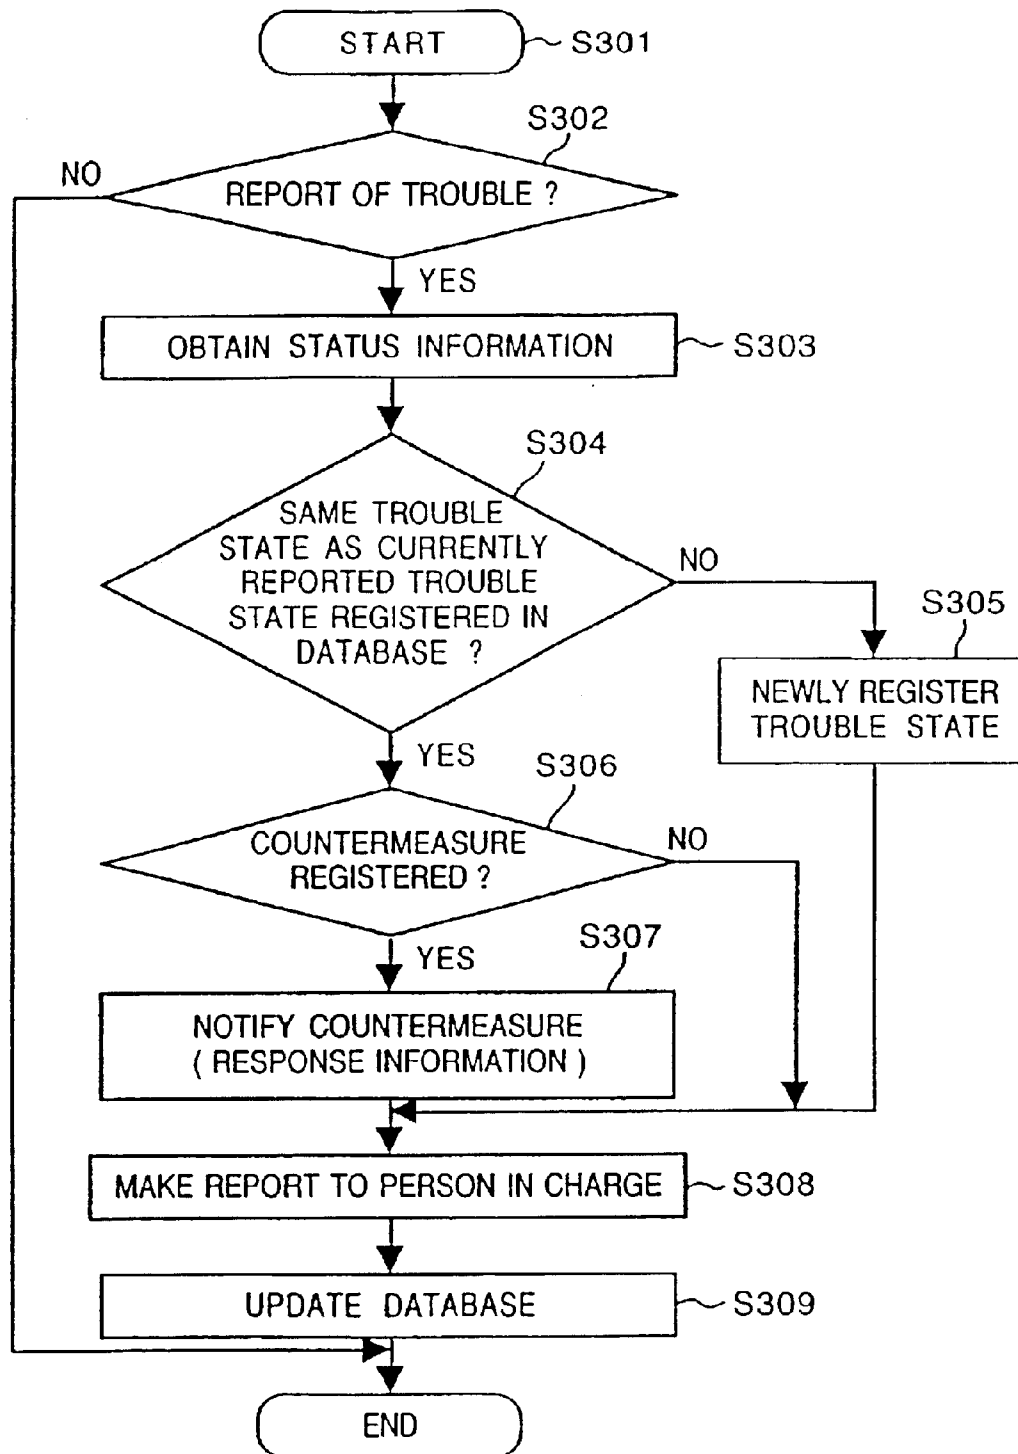 START
S301
S302
NO
REPORT OF TROUBLE ?
YES
OBTAIN STATUS INFORMATION
S303
S304
SAME TROUBLE
STATE AS CURRENTLY
REPORTED TROUBLE
STATE REGISTERED IN
DATABASE ?
NO
S305
NEWLY REGISTER
TROUBLE STATE
YES
S306
COUNTERMEASURE
REGISTERED ?
NO
YES
S307
NOTIFY COUNTERMEASURE
( RESPONSE INFORMATION )
MAKE REPORT TO PERSON IN CHARGE
S308
UPDATE DATABASE
S309
END